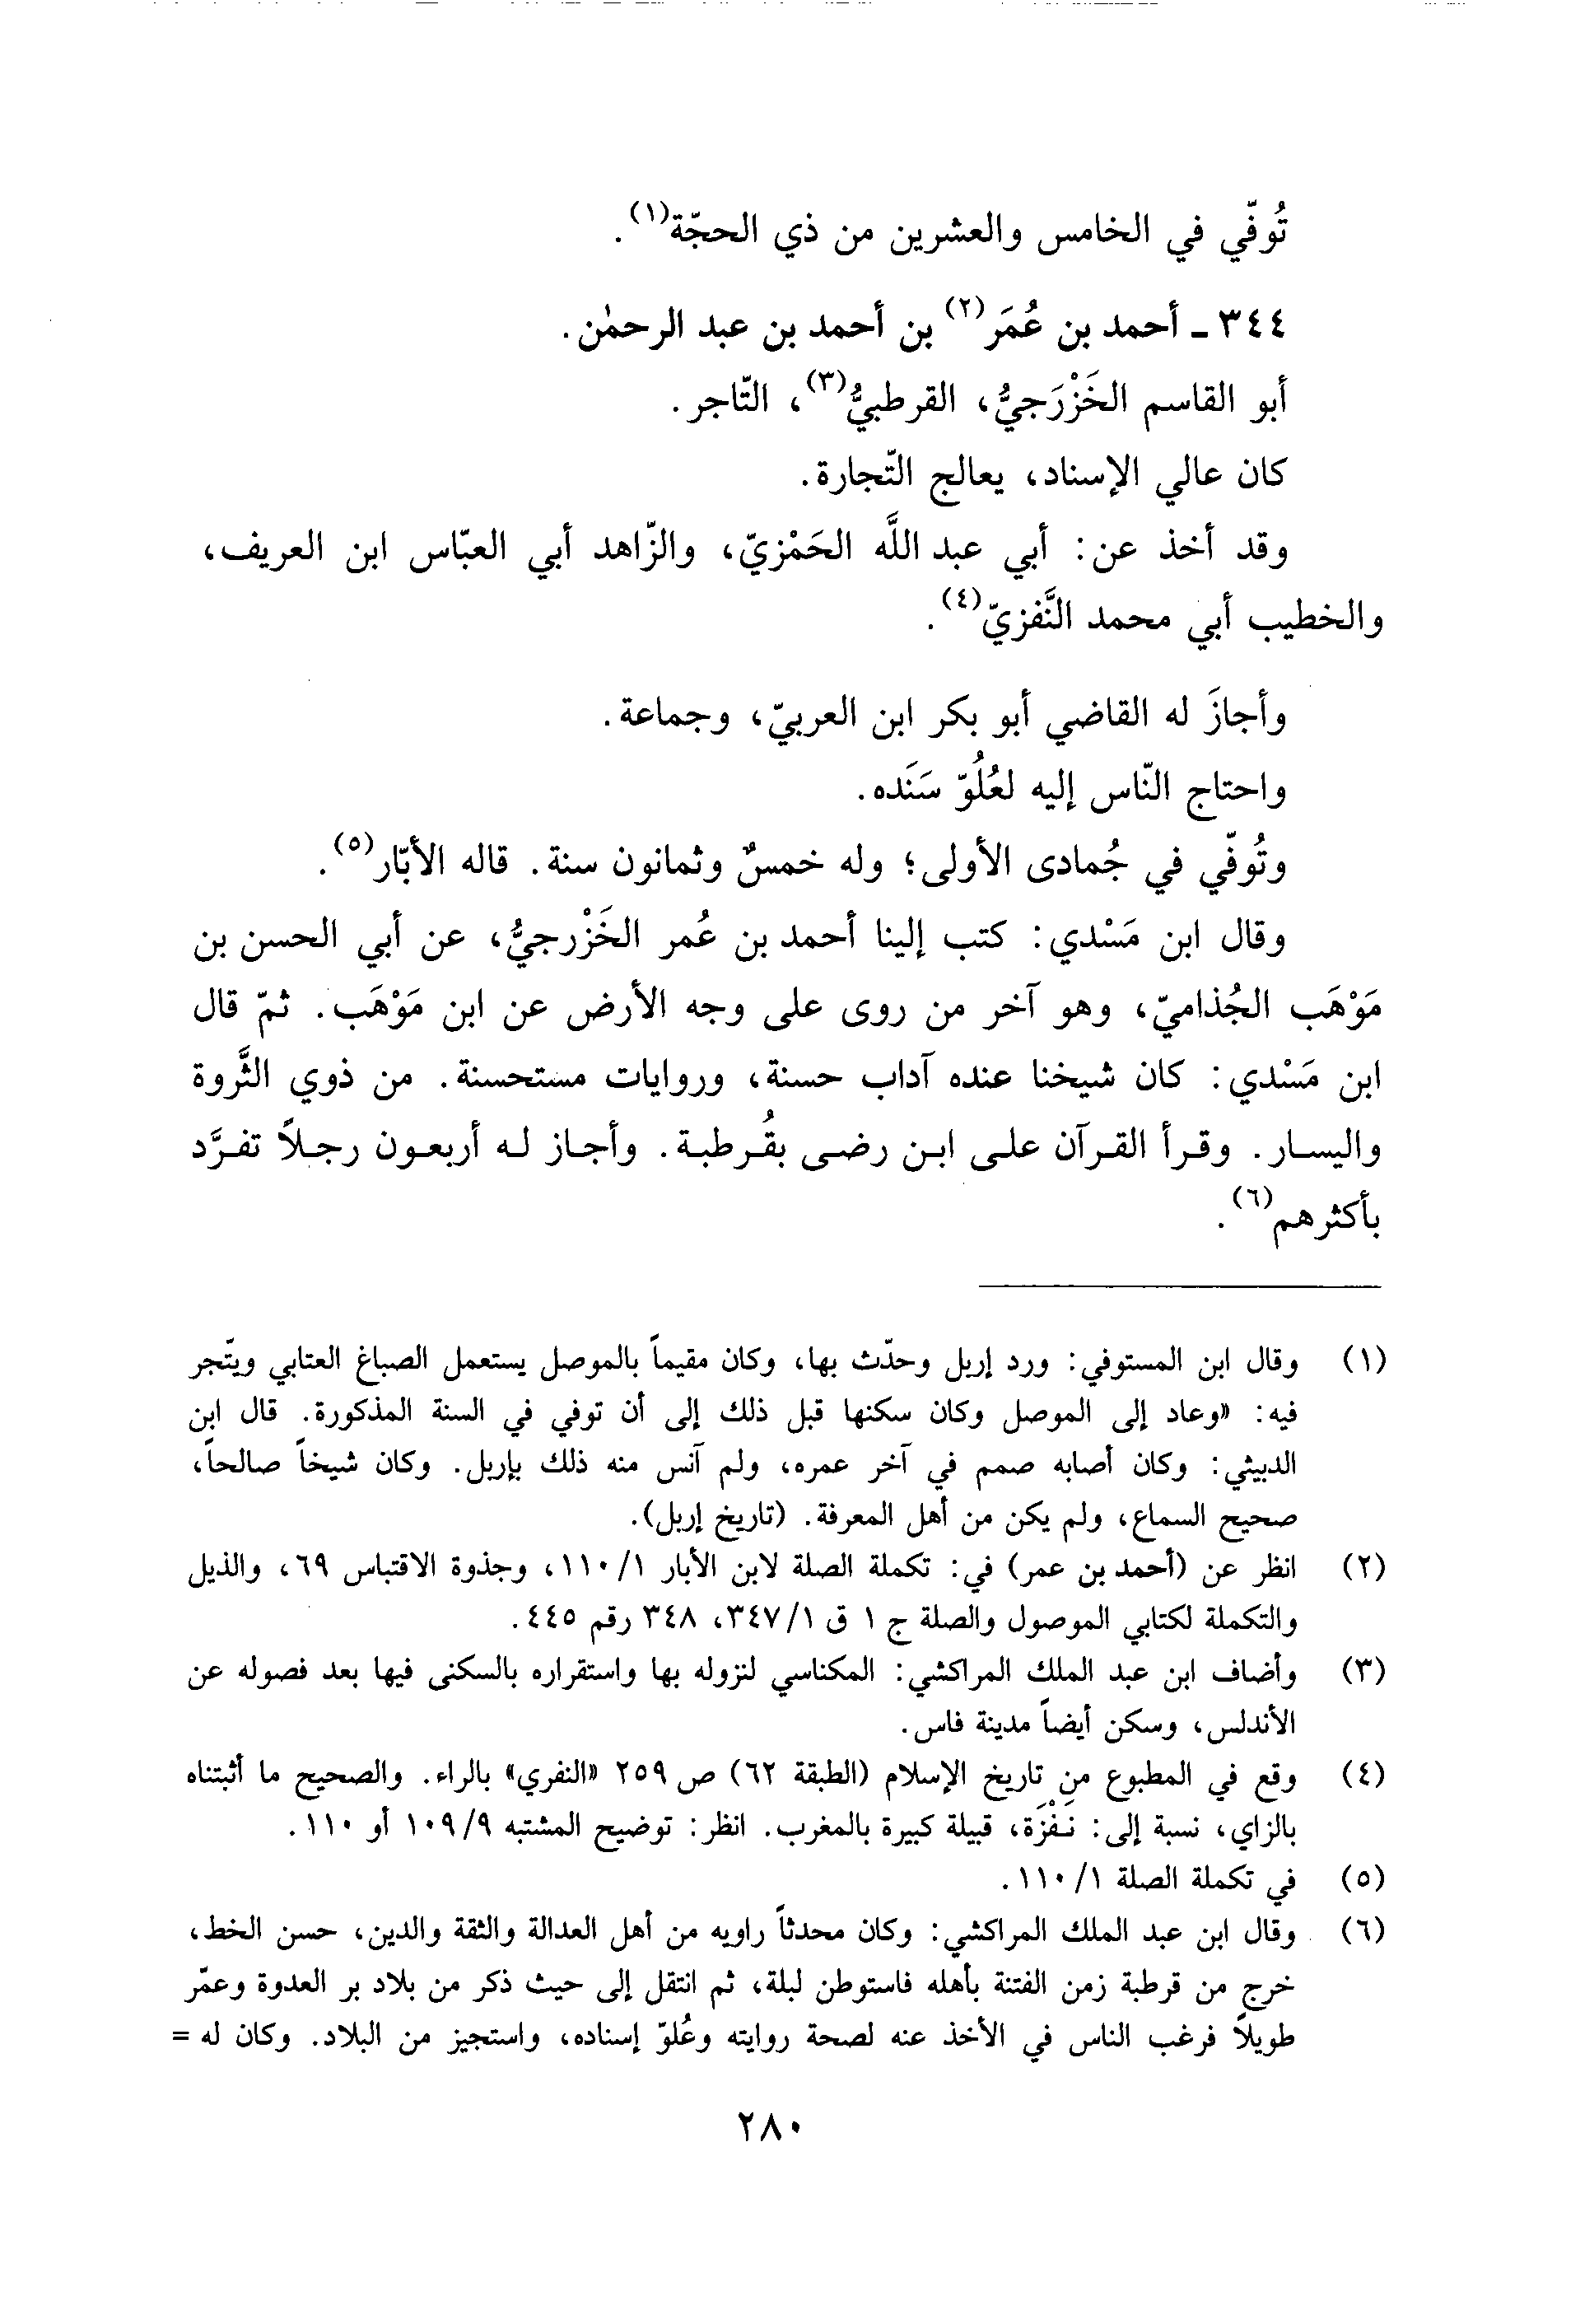 تُوفّي في الخامس والعشرين من ذي الحجّة(١).
٣٤٤ ـ أحمد بن عُمَر(٢) بن أحمد بن عبد الرحمٰن.
أبو القاسم الخَزْرَجيُّ، القرطبيُّ(٣)، التّاجر.
كان عالي الإسناد، يعالج التّجارة.
وقد أخذ عن: أبي عبد اللَّه الحَمْزيّ، والزّاهد أبي العبّاس ابن العريف،
والخطيب أبي محمد النَّفزيّ(٤).
وأجازَ له القاضي أبو بكر ابن العربيّ، وجماعة.
واحتاج النّاس إليه لعُلُوّ سَنَده.
وتُوفّي في جُمادى الأولى؛ وله خمسٌ وثمانون سنة. قاله الأبّار(٥).
وقال ابن مَسْدي: كتب إلينا أحمد بن عُمر الخَزْرجيُّ، عن أبي الحسن بن
مَوْهَب الجُذاميّ، وهو آخر من روى على وجه الأرض عن ابن مَوْهَب. ثمّ قال
ابن مَسْدي: كان شيخنا عنده آداب حسنة، وروايات مستحسنة. من ذوي الثَّروة
واليسـار. وقـرأ القـرآن علـى ابـن رضـى بقُـرطبـة. وأجـاز لـه أربعـون رجـلاً تفـرَّد
بأكثرهم(٦).
(١) وقال ابن المستوفي: ورد إربل وحدّث بها، وكان مقيماً بالموصل يستعمل الصباغ العتابي ويتّجر
فيه: «وعاد إلى الموصل وكان سكنها قبل ذلك إلى أن توفي في السنة المذكورة. قال ابن
الدبيثي: وكان أصابه صمم في آخر عمره، ولم آنس منه ذلك بإربل. وكان شيخاً صالحاً،
صحيح السماع، ولم يكن من أهل المعرفة. (تاريخ إربل).
(٢) انظر عن (أحمد بن عمر) في: تكملة الصلة لابن الأبار ١/ ١١٠، وجذوة الاقتباس ٦٩، والذيل
والتكملة لكتابي الموصول والصلة ج ١ ق ١/ ٣٤٧، ٣٤٨ رقم ٤٤٥.
(٣) وأضاف ابن عبد الملك المراكشي: المكناسي لنزوله بها واستقراره بالسكنى فيها بعد فصوله عن
الأندلس، وسكن أيضاً مدينة فاس.
(٤) وقع في المطبوع من تاريخ الإسلام (الطبقة ٦٢) ص ٢٥٩ «النفري» بالراء. والصحيح ما أثبتناه
بالزاي، نسبة إلى: نَـفْزَة، قبيلة كبيرة بالمغرب. انظر: توضيح المشتبه ٩/ ١٠٩ أو ١١٠.
(٥) في تكملة الصلة ١/ ١١٠.
(٦) وقال ابن عبد الملك المراكشي: وكان محدثاً راويه من أهل العدالة والثقة والدين، حسن الخط،
خرج من قرطبة زمن الفتنة بأهله فاستوطن لبلة، ثم انتقل إلى حيث ذكر من بلاد بر العدوة وعمّر
طويلاً فرغب الناس في الأخذ عنه لصحة روايته وعُلوّ إسناده، واستجيز من البلاد. وكان له =
٢٨٠